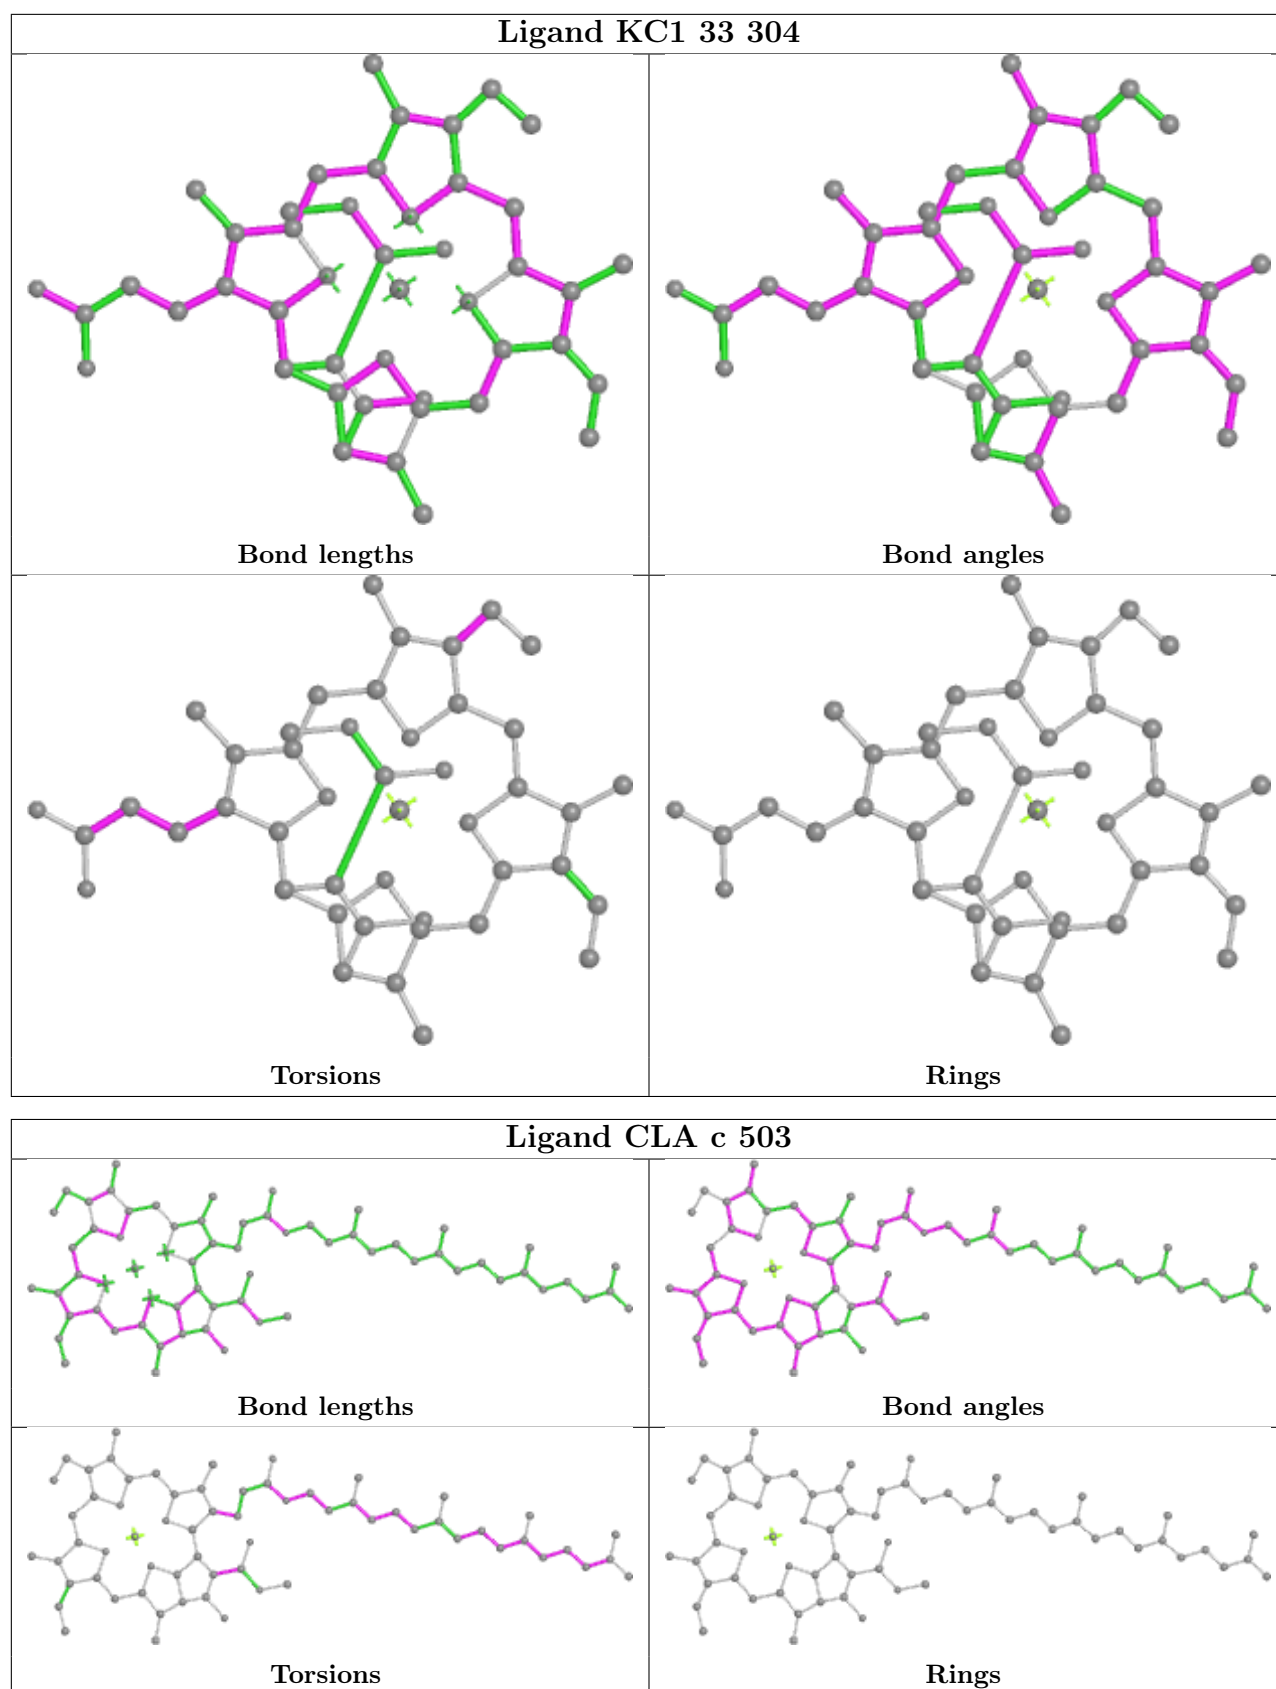 Ligand KC1 33 304
Bond lengths
Bond angles
Torsions
Rings
Ligand CLA c 503
Bond lengths
Bond angles
Torsions
Rings